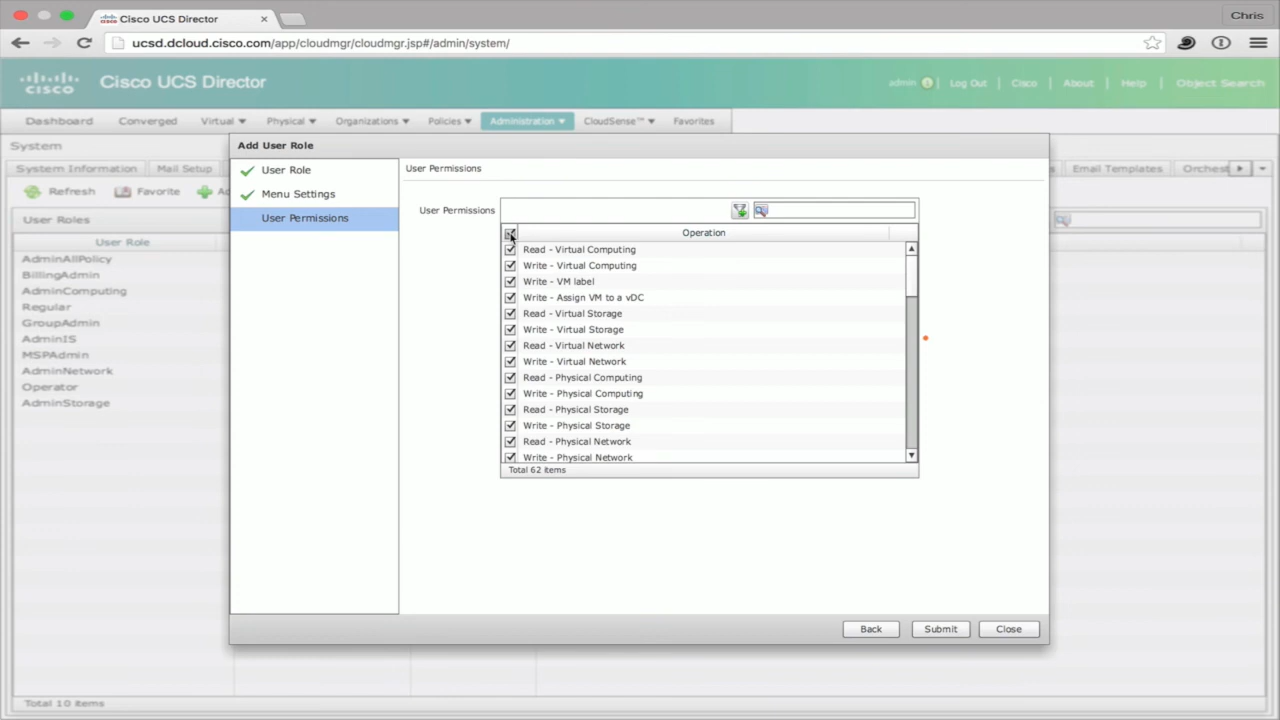 Cisco UCS Director
Chris
ucsd.dcloud.cisco.com/app/cloudmgr/cloudmgr.jsp#/admin/system/
cisco
Cisco UCS Director
admin
Log Out
Cisco
About
Help
Object Search
Dashboard
Converged
Virtual
Physical
Organizations
Policies
Administration
CloudSense™
Favorites
System
Add User Role
System Information
Mail Setup
Email Templates
Orchest
User Role
Menu Settings
User Permissions
User Permissions
Refresh
Favorite
User Roles
User Role
AdminAllPolicy
BillingAdmin
AdminComputing
Regular
GroupAdmin
AdminIS
MSPAdmin
AdminNetwork
Operator
AdminStorage
User Permissions
Operation
Read - Virtual Computing
Write - Virtual Computing
Write - VM label
Write - Assign VM to a vDC
Read - Virtual Storage
Write - Virtual Storage
Read - Virtual Network
Write - Virtual Network
Read - Physical Computing
Write - Physical Computing
Read - Physical Storage
Write - Physical Storage
Read - Physical Network
Write - Physical Network
Total 62 items
Back
Submit
Close
Total 10 items